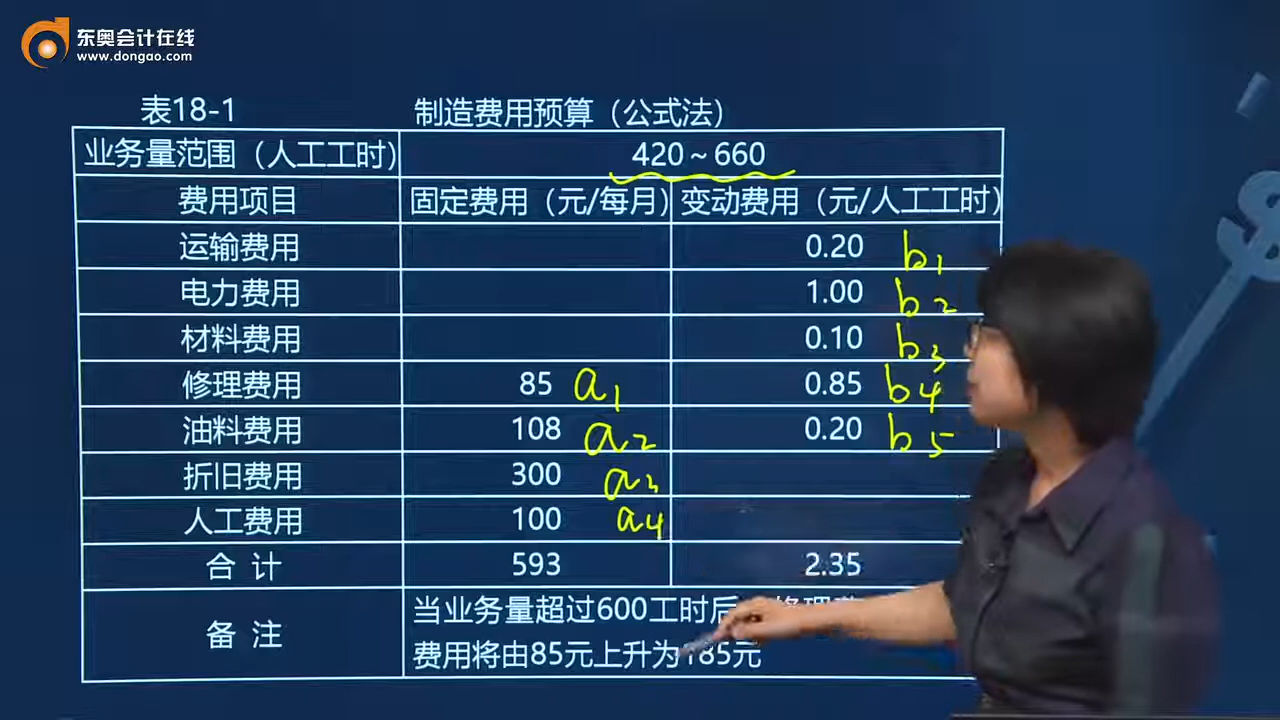 东奥会计在线
www.dongao.com
表18-1 制造费用预算（公式法）
业务量范围（人工工时） 420～660
费用项目 固定费用（元/每月） 变动费用（元/人工工时）
运输费用 0.20 b1
电力费用 1.00 b2
材料费用 0.10 b3
修理费用 85 a1 0.85 b4
油料费用 108 a2 0.20 b5
折旧费用 300 a3
人工费用 100 a4
合 计 593 2.35
备 注 当业务量超过600工时后 修理
费用将由85元上升为185元